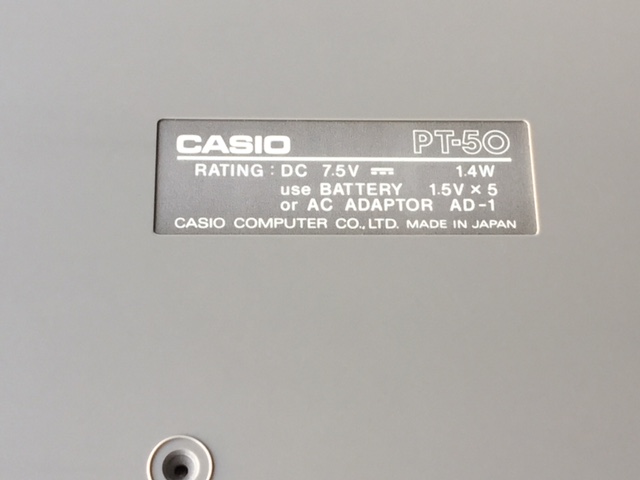 CASIO PT-50
RATING : DC 7.5V ⎓ 1.4W
use BATTERY 1.5V × 5
or AC ADAPTOR AD-1
CASIO COMPUTER CO., LTD. MADE IN JAPAN